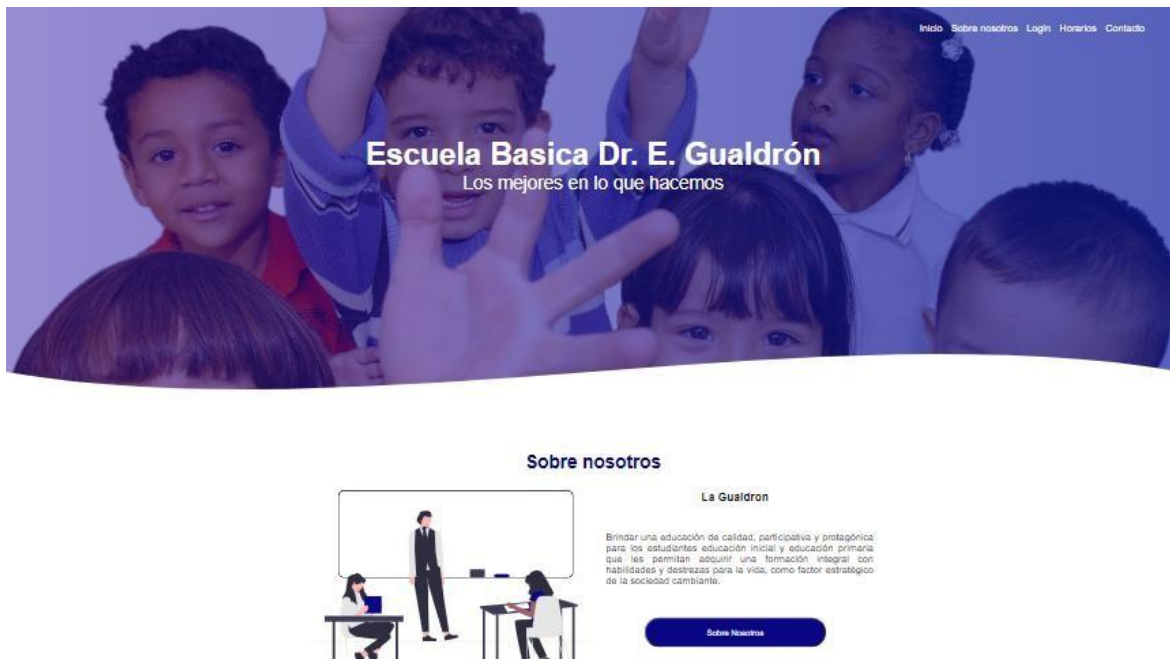 Inicio Sobre nosotros Login Horarios Contacto
Escuela Basica Dr. E. Gualdrón
Los mejores en lo que hacemos
Sobre nosotros
La Gualdron
Brindar una educación de calidad, participativa y protagónica
para los estudiantes educación inicial y educación primaria
que les permitan adquirir una formación integral con
habilidades y destrezas para la vida, como factor estratégico
de la sociedad cambiante.
Sobre Nosotros